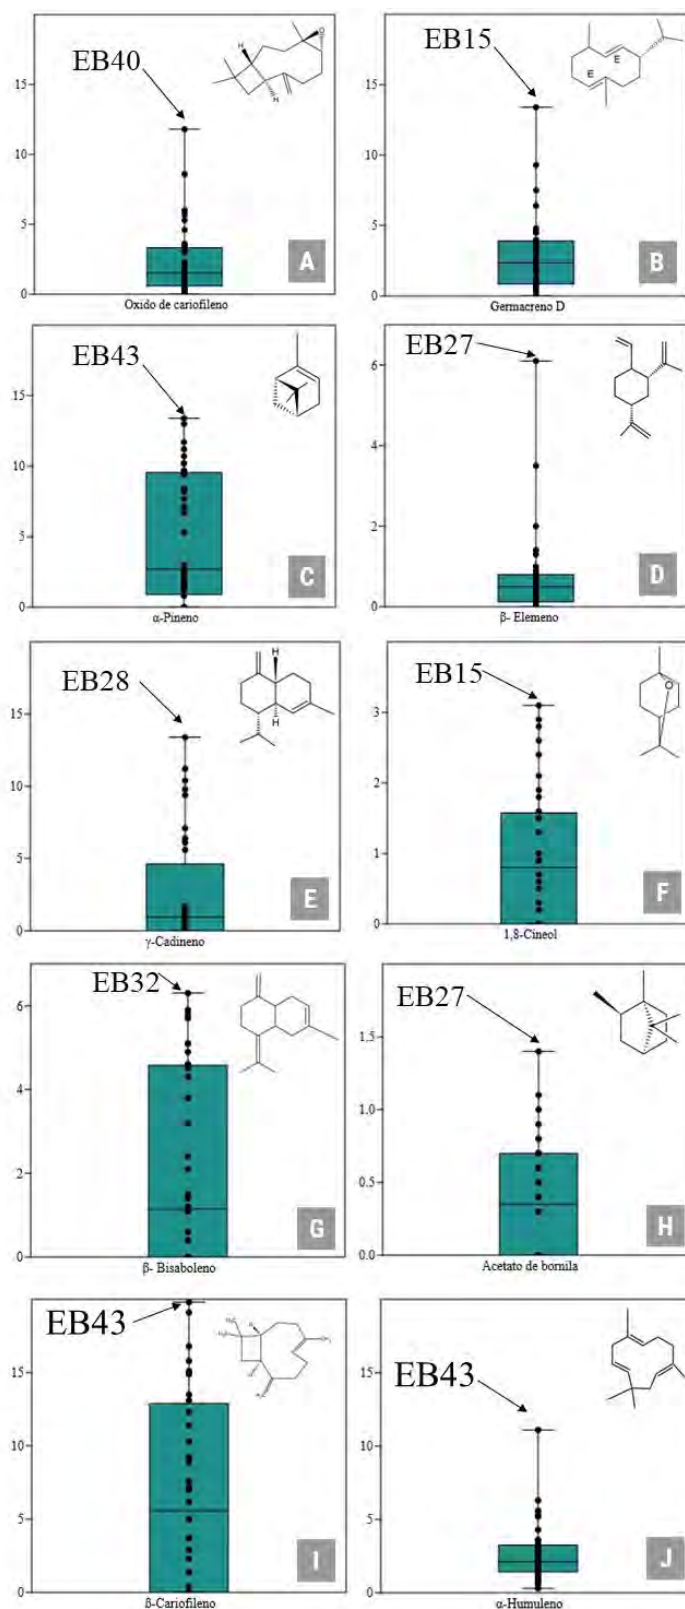 EB40
H
O
H
15
10
5
0
A
Oxido de cariofileno
EB15
E
E
15
10
5
0
B
Germacreno D
EB43
15
10
5
0
C
α-Pineno
EB27
6
4
2
0
D
β- Elemeno
EB28
H
H
15
10
5
0
E
γ-Cadineno
EB15
O
3
2
1
0
F
1,8-Cineol
EB32
6
4
2
0
G
β- Bisaboleno
EB27
1.5
1.0
0.5
0.0
H
Acetato de bornila
EB43
15
10
5
0
I
β-Cariofileno
EB43
15
10
5
0
J
α-Humuleno